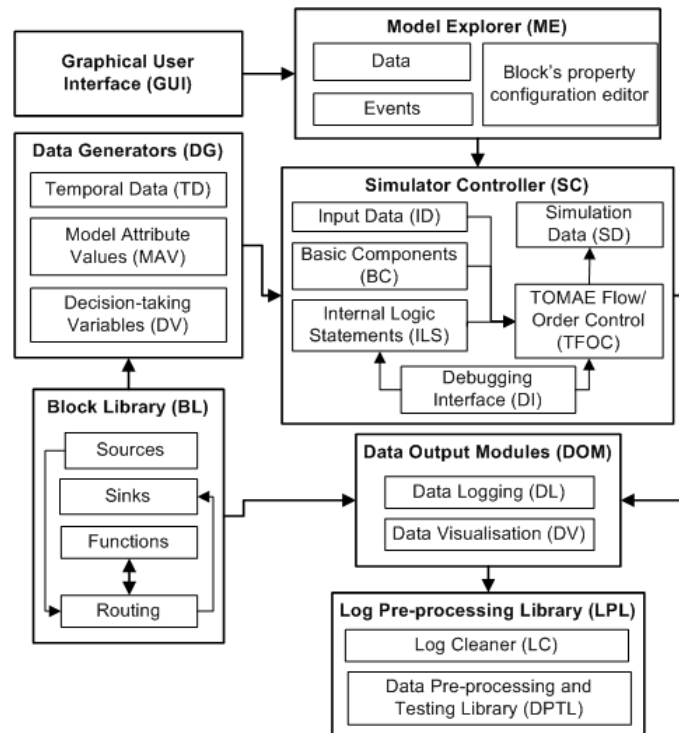 Graphical User
Interface (GUI)
Model Explorer (ME)
Data
Events
Block's property
configuration editor
Data Generators (DG)
Temporal Data (TD)
Model Attribute
Values (MAV)
Decision-taking
Variables (DV)
Simulator Controller (SC)
Input Data (ID)
Basic Components
(BC)
Internal Logic
Statements (ILS)
Simulation
Data (SD)
TOMAE Flow/
Order Control
(TFOC)
Debugging
Interface (DI)
Block Library (BL)
Sources
Sinks
Functions
Routing
Data Output Modules (DOM)
Data Logging (DL)
Data Visualisation (DV)
Log Pre-processing Library (LPL)
Log Cleaner (LC)
Data Pre-processing and
Testing Library (DPTL)